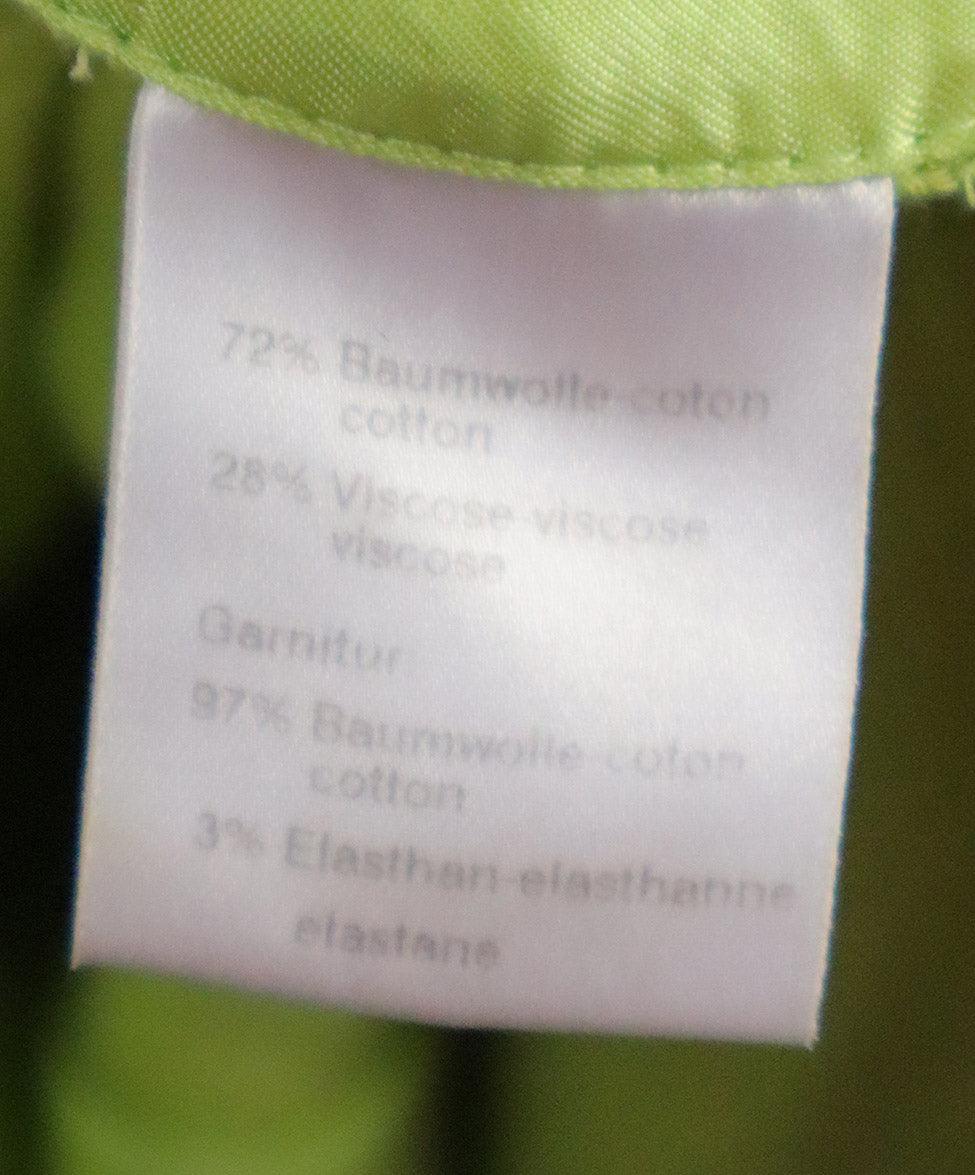 72% Baumwolle-coton
cotton
28% Viscose-viscose
viscose
Garnitur
97% Baumwolle-coton
cotton
3% Elasthan-elasthanne
elastane